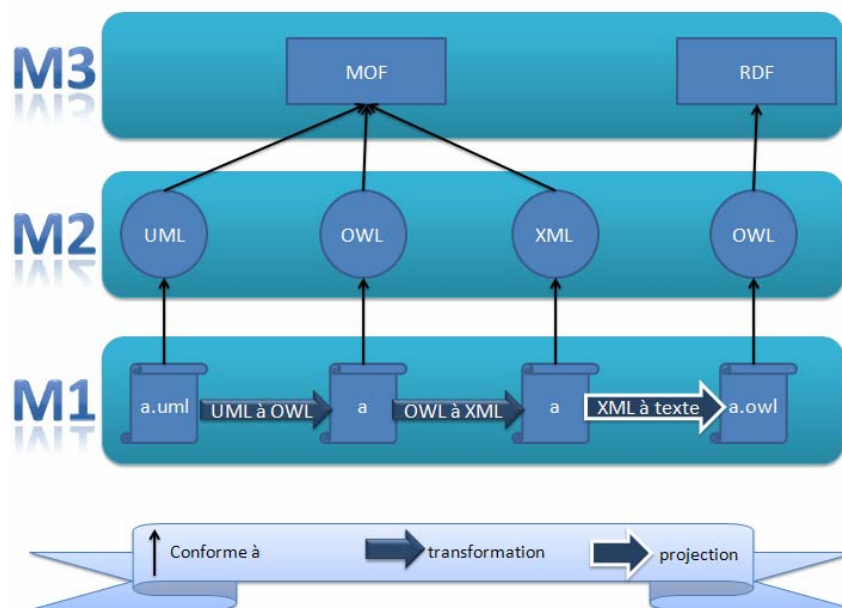 M3
MOF
RDF
M2
UML
OWL
XML
OWL
M1
a.uml
UML à OWL
a
OWL à XML
a
XML à texte
a.owl
Conforme à
transformation
projection